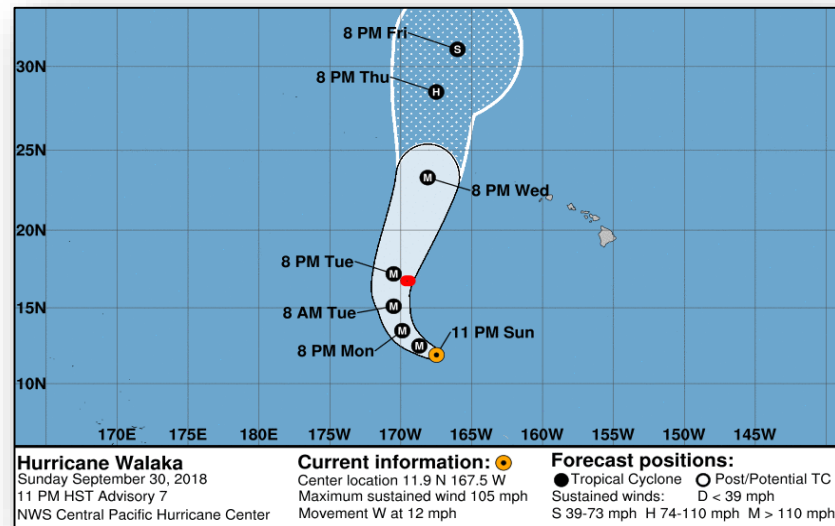 8 PM Fri
S
30N
8 PM Thu
H
25N
M
8 PM Wed
20N
8 PM Tue
M
15N
8 AM Tue
M
M
11 PM Sun
8 PM Mon
M
10N
170E 175E 180E 175W 170W 165W 160W 155W 150W 145W
Hurricane Walaka
Sunday September 30, 2018
11 PM HST Advisory 7
NWS Central Pacific Hurricane Center
Current information:
Center location 11.9 N 167.5 W
Maximum sustained wind 105 mph
Movement W at 12 mph
Forecast positions:
Tropical Cyclone Post/Potential TC
Sustained winds: D < 39 mph
S 39-73 mph H 74-110 mph M > 110 mph